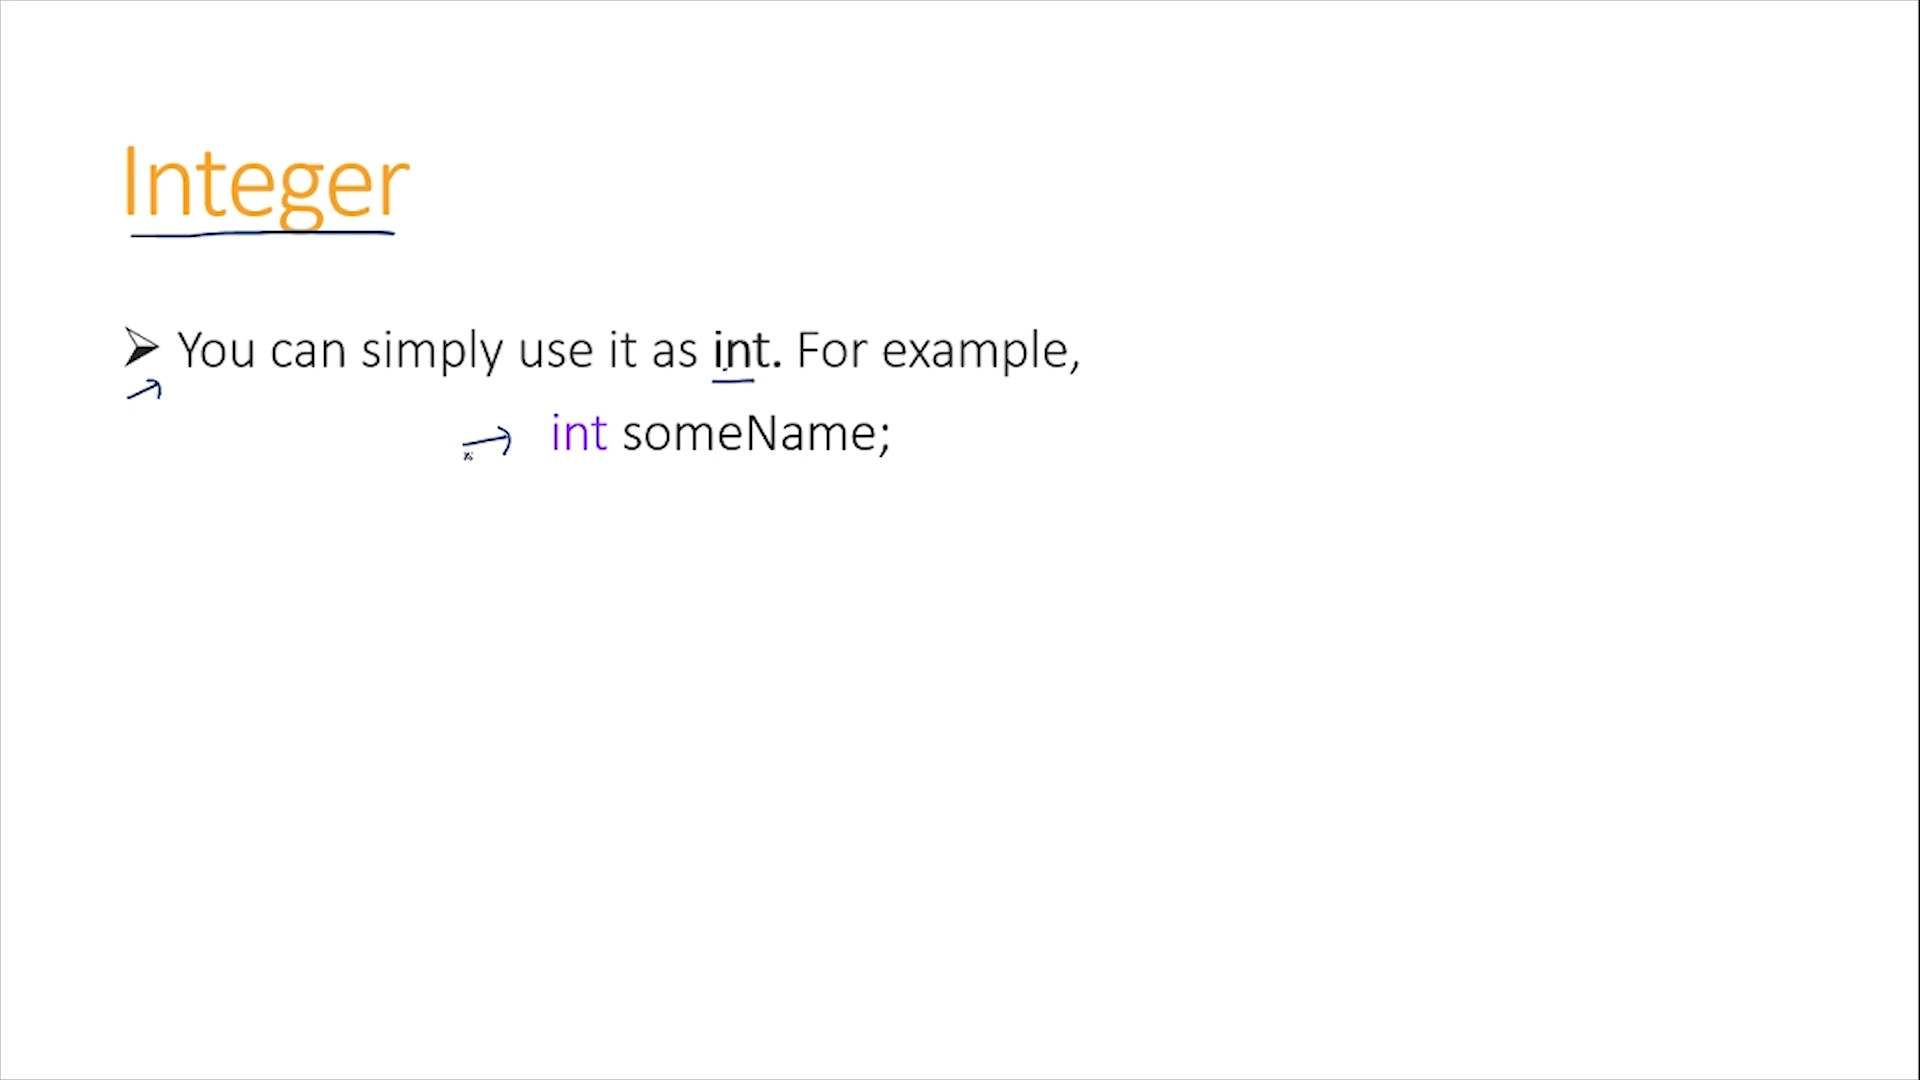 Integer
You can simply use it as int. For example,
int someName;